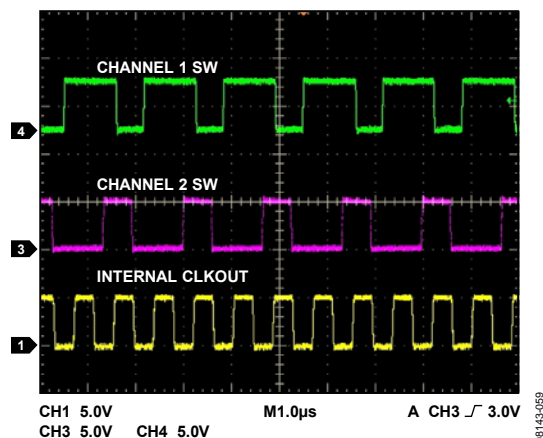 CHANNEL 1 SW
4
CHANNEL 2 SW
3
INTERNAL CLKOUT
1
CH1 5.0V M1.0µs A CH3 3.0V
CH3 5.0V CH4 5.0V
8143-059